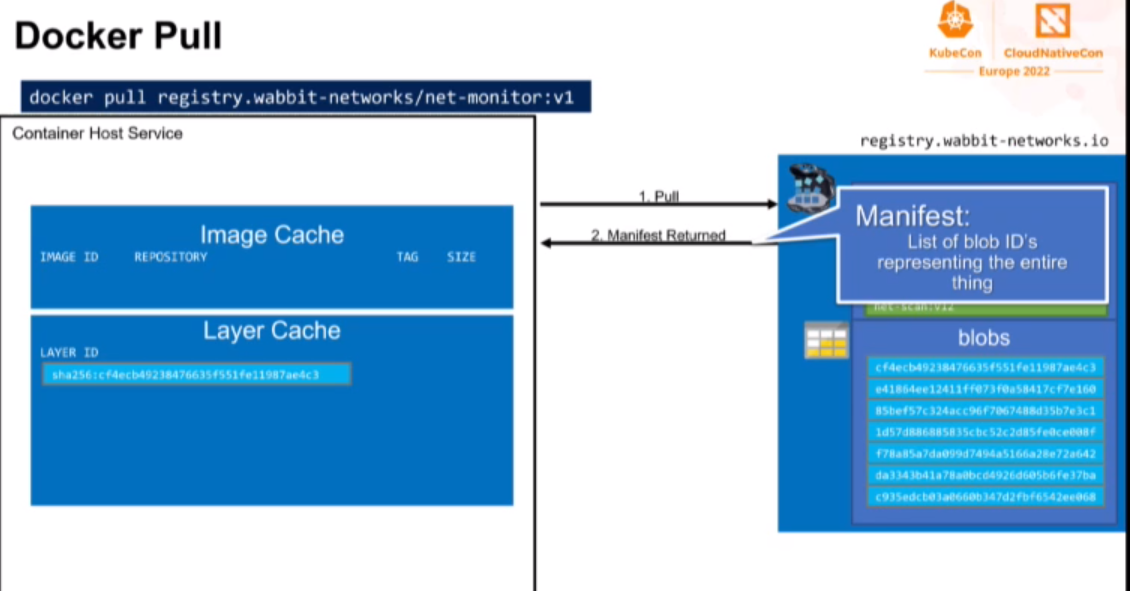 Docker Pull
KubeCon
CloudNativeCon
Europe 2022
docker pull registry.wabbit-networks/net-monitor:v1
Container Host Service
registry.wabbit-networks.io
1. Pull
2. Manifest Returned
Manifest:
List of blob ID's
representing the entire
thing
net-scan:v12
Image Cache
IMAGE ID REPOSITORY TAG SIZE
Layer Cache
LAYER ID
sha256:cf4ecb49238476635f551fe11987ae4c3
blobs
cf4ecb49238476635f551fe11987ae4c3
e41864ee12411ff073f0a58417cf7e160
85bef57c324acc96f7067488d35b7e3c1
1d57d886885835cbc52c2d85fe0ce008f
f78a85a7da099d7494a5166a28e72a642
da3343b41a78a0bcd4926d605b6fe37ba
c935edcb03a0660b347d2fbf6542ee068